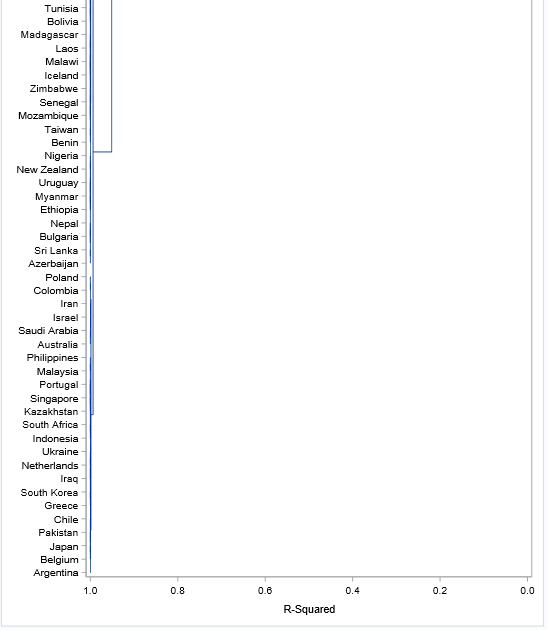 Tunisia
Bolivia
Madagascar
Laos
Malawi
Iceland
Zimbabwe
Senegal
Mozambique
Taiwan
Benin
Nigeria
New Zealand
Uruguay
Myanmar
Ethiopia
Nepal
Bulgaria
Sri Lanka
Azerbaijan
Poland
Colombia
Iran
Israel
Saudi Arabia
Australia
Philippines
Malaysia
Portugal
Singapore
Kazakhstan
South Africa
Indonesia
Ukraine
Netherlands
Iraq
South Korea
Greece
Chile
Pakistan
Japan
Belgium
Argentina
1.0 0.8 0.6 0.4 0.2 0.0
R-Squared